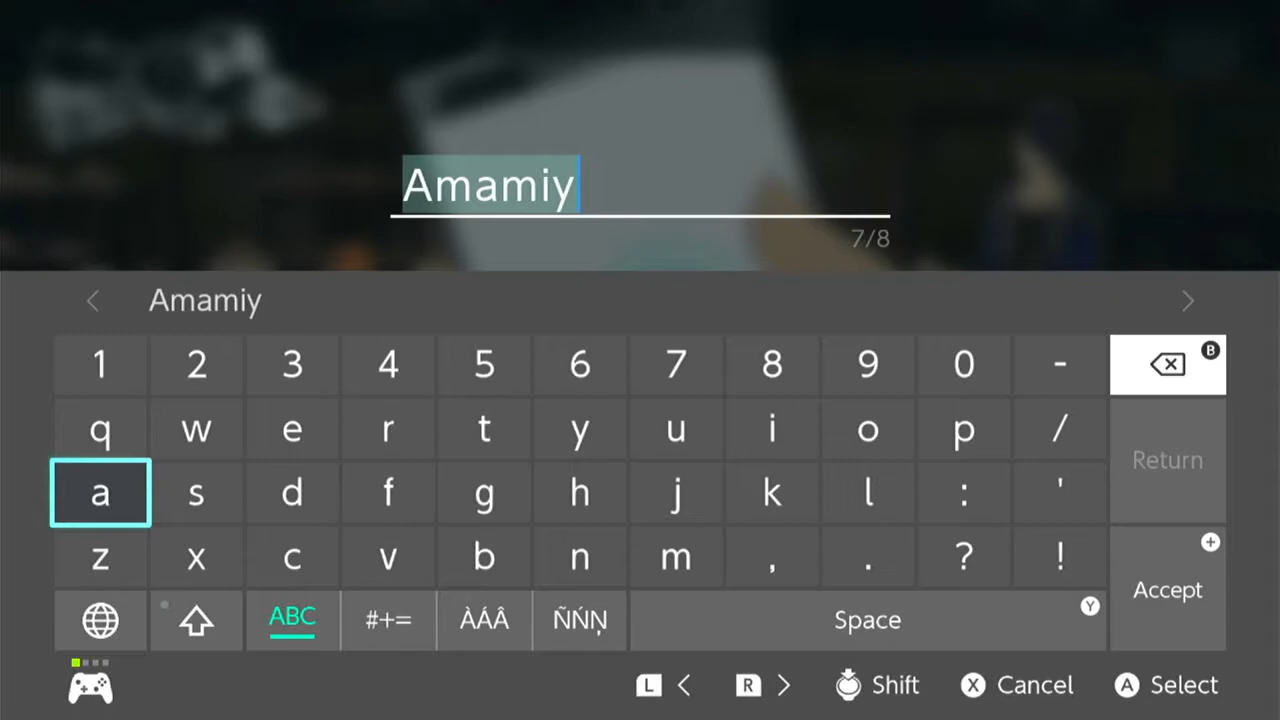 Amamiy
7/8
Amamiy
1 2 3 4 5 6 7 8 9 0 - B
q w e r t y u i o p /
Return
a s d f g h j k l : '
z x c v b n m , . ? ! +
Accept
ABC #+= ÀÁÂ ÑŃŅ Space Y
L < R > Shift X Cancel A Select